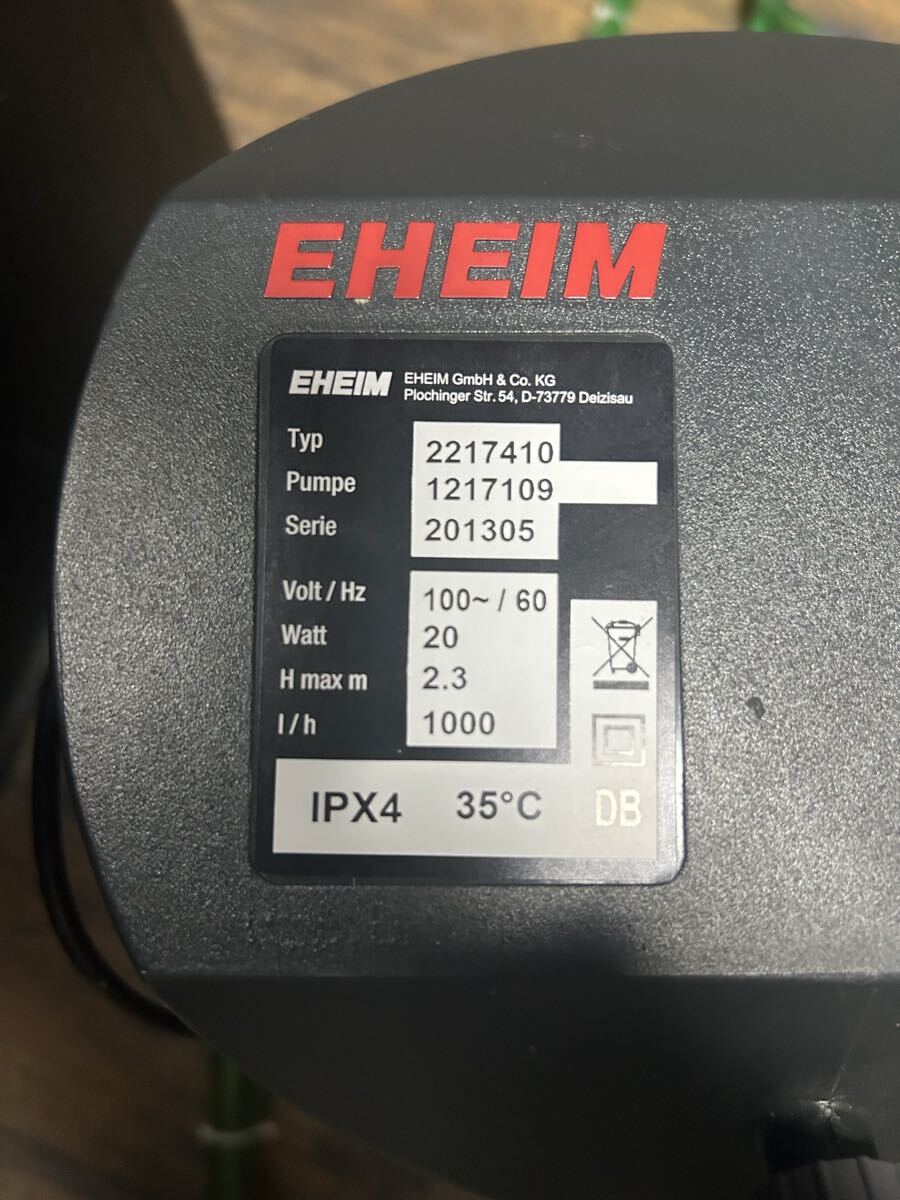 EHEIM
EHEIM
EHEIM GmbH & Co. KG
Plochinger Str. 54, D-73779 Deizisau
Typ 2217410
Pumpe 1217109
Serie 201305
Volt / Hz 100~ / 60
Watt 20
H max m 2.3
l / h 1000
IPX4 35°C DB